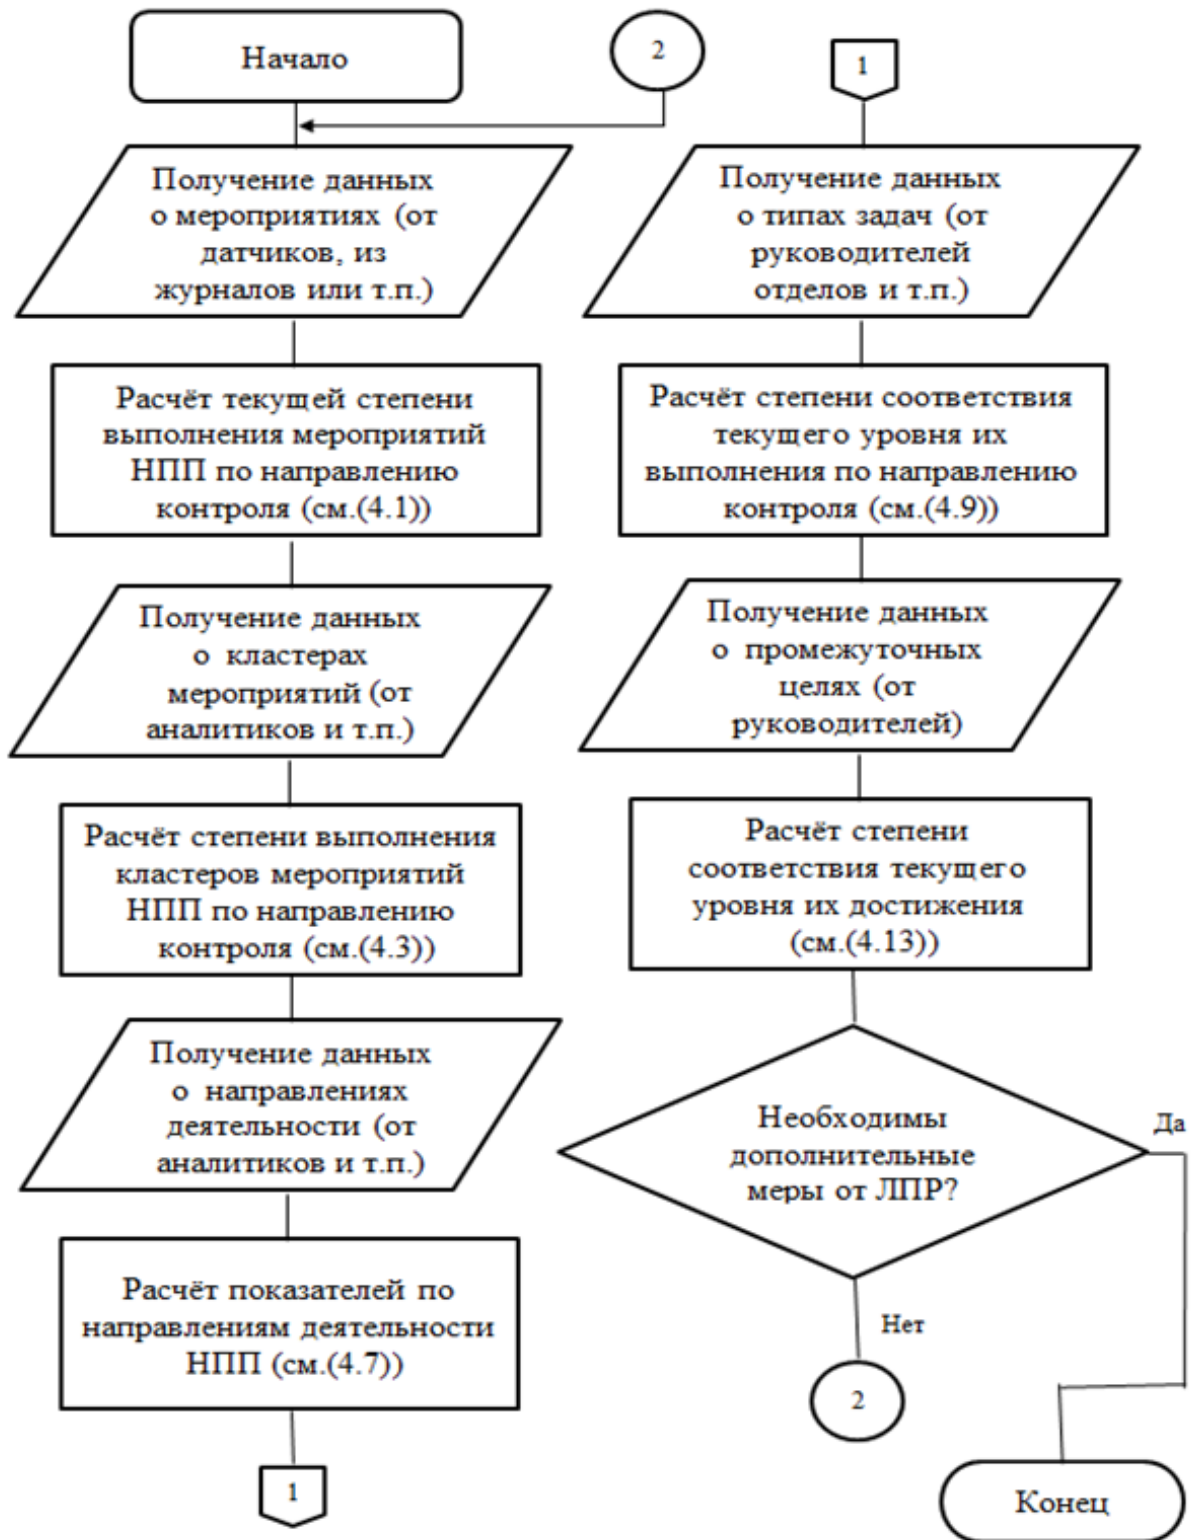 Начало
2
Получение данных
о мероприятиях (от
датчиков, из
журналов или т.п.)
Расчёт текущей степени
выполнения мероприятий
НПП по направлению
контроля (см.(4.1))
Получение данных
о кластерах
мероприятий (от
аналитиков и т.п.)
Расчёт степени выполнения
кластеров мероприятий
НПП по направлению
контроля (см.(4.3))
Получение данных
о направлениях
деятельности (от
аналитиков и т.п.)
Расчёт показателей по
направлениям деятельности
НПП (см.(4.7))
1
1
Получение данных
о типах задач (от
руководителей
отделов и т.п.)
Расчёт степени соответствия
текущего уровня их
выполнения по направлению
контроля (см.(4.9))
Получение данных
о промежуточных
целях (от
руководителей)
Расчёт степени
соответствия текущего
уровня их достижения
(см.(4.13))
Необходимы
дополнительные
меры от ЛПР?
Да
Нет
2
Конец